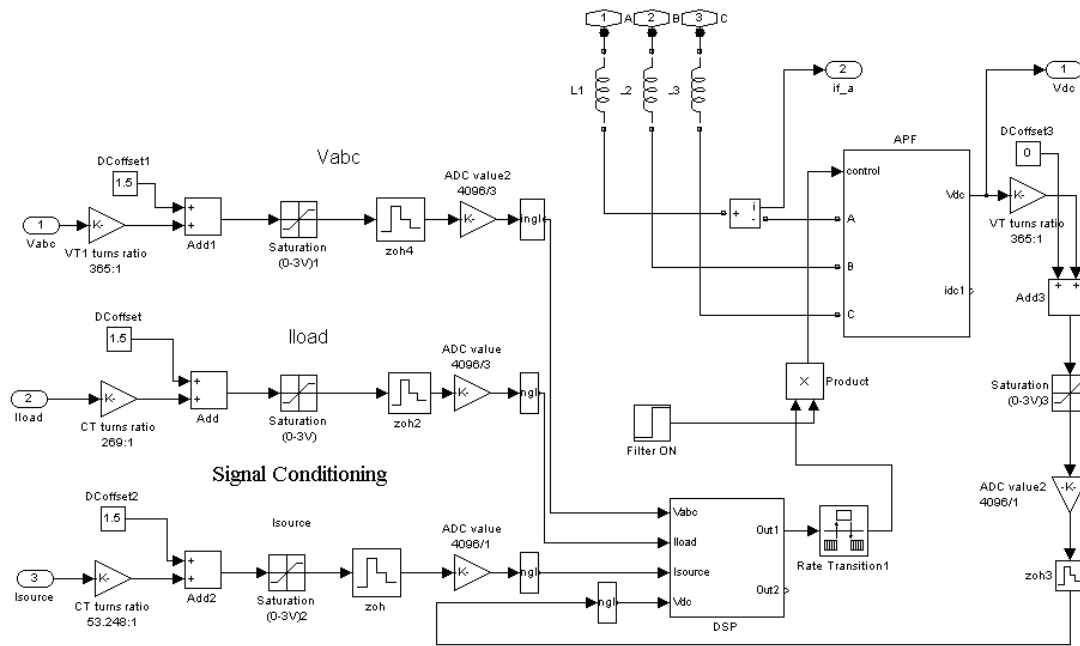 1 A 2 B 3 C
L1 _2 _3
2
if_a
1
Vdc
DCoffset3
0
APF
control
Vdc
A
B
C
idc1
K-
VT turns ratio
365:1
+ i
-
Vabc
DCoffset1
1.5
1
Vabc
K-
VT1 turns ratio
365:1
+
+
Add1
Saturation
(0-3V)1
zoh4
ADC value2
4096/3
K-
ingle
+ +
Add3
Iload
DCoffset
1.5
2
Iload
K-
CT turns ratio
269:1
+
+
Add
Saturation
(0-3V)
zoh2
ADC value
4096/3
K-
ngl
×
Product
Filter ON
Saturation
(0-3V)3
Signal Conditioning
ADC value2
4096/1
-K-
DCoffset2
1.5
3
Isource
K-
CT turns ratio
53.248:1
+
+
Add2
Isource
Saturation
(0-3V)2
zoh
ADC value
4096/1
K-
ngl
ngl
Vabc
Iload
Isource
Vdc
Out1
Out2
DSP
Rate Transition1
zoh3